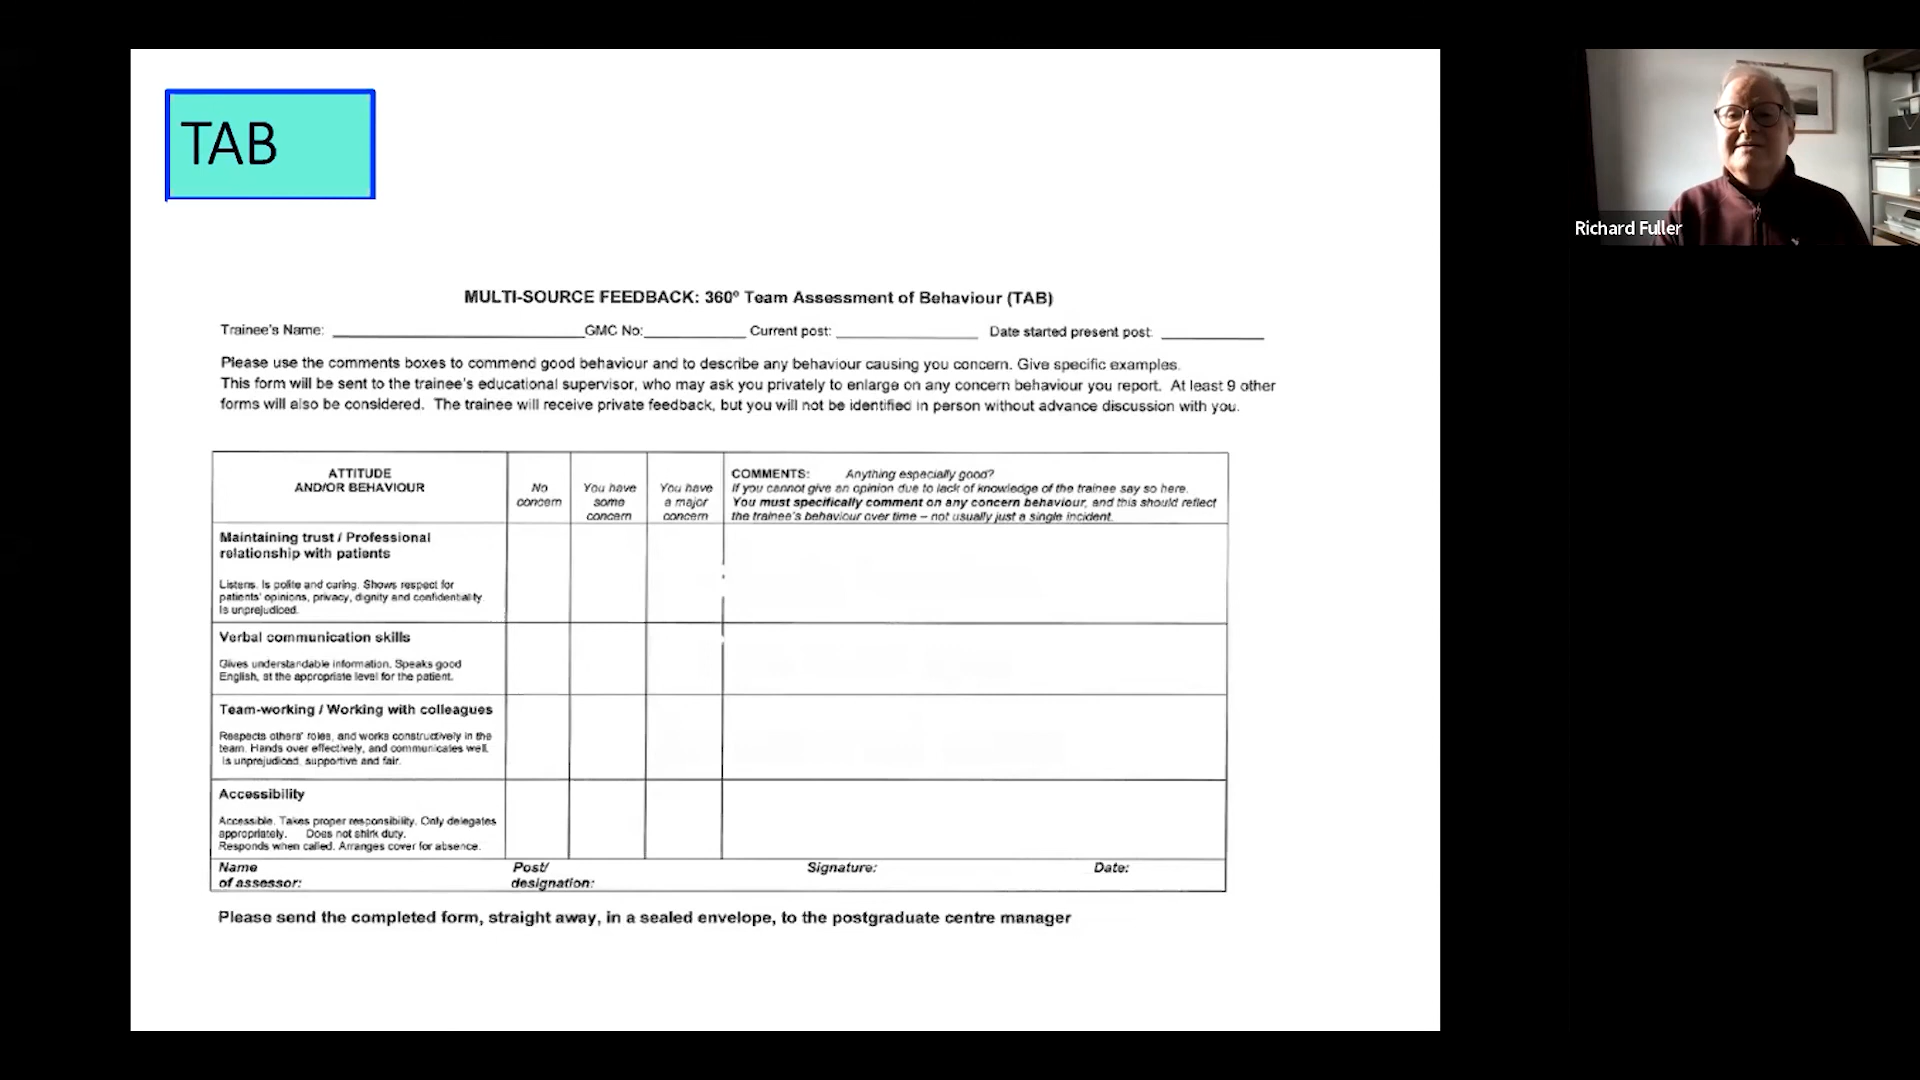 TAB
Richard Fuller
MULTI-SOURCE FEEDBACK: 360º Team Assessment of Behaviour (TAB)
Trainee's Name: GMC No: Current post: Date started present post:
Please use the comments boxes to commend good behaviour and to describe any behaviour causing you concern. Give specific examples.
This form will be sent to the trainee's educational supervisor, who may ask you privately to enlarge on any concern behaviour you report. At least 9 other
forms will also be considered. The trainee will receive private feedback, but you will not be identified in person without advance discussion with you.
ATTITUDE
AND/OR BEHAVIOUR
No
concern
You have
some
concern
You have
a major
concern
COMMENTS: Anything especially good?
If you cannot give an opinion due to lack of knowledge of the trainee say so here.
You must specifically comment on any concern behaviour, and this should reflect
the trainee's behaviour over time – not usually just a single incident.
Maintaining trust / Professional
relationship with patients
Listens. Is polite and caring. Shows respect for
patients' opinions, privacy, dignity and confidentiality.
Is unprejudiced.
Verbal communication skills
Gives understandable information. Speaks good
English, at the appropriate level for the patient.
Team-working / Working with colleagues
Respects others' roles, and works constructively in the
team. Hands over effectively, and communicates well.
Is unprejudiced, supportive and fair.
Accessibility
Accessible. Takes proper responsibility. Only delegates
appropriately. Does not shirk duty.
Responds when called. Arranges cover for absence.
Name
of assessor:
Post/
designation:
Signature:
Date:
Please send the completed form, straight away, in a sealed envelope, to the postgraduate centre manager